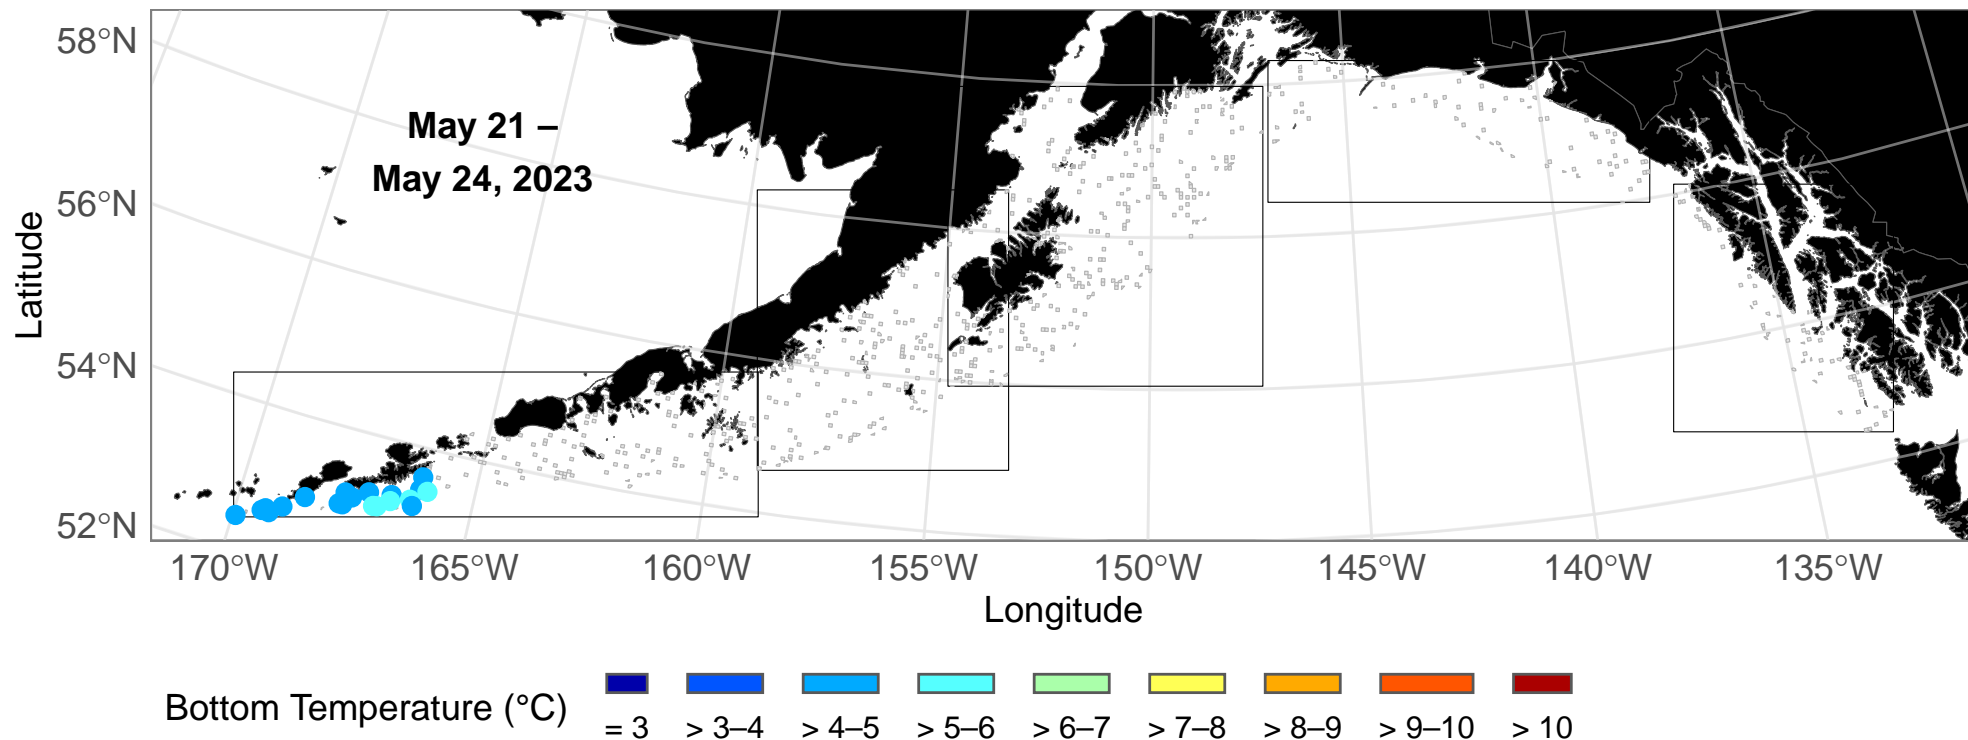 58°N
56°N
54°N
52°N
Latitude
May 21 –
May 24, 2023
170°W 165°W 160°W 155°W 150°W 145°W 140°W 135°W
Longitude
Bottom Temperature (°C)
= 3 > 3–4 > 4–5 > 5–6 > 6–7 > 7–8 > 8–9 > 9–10 > 10